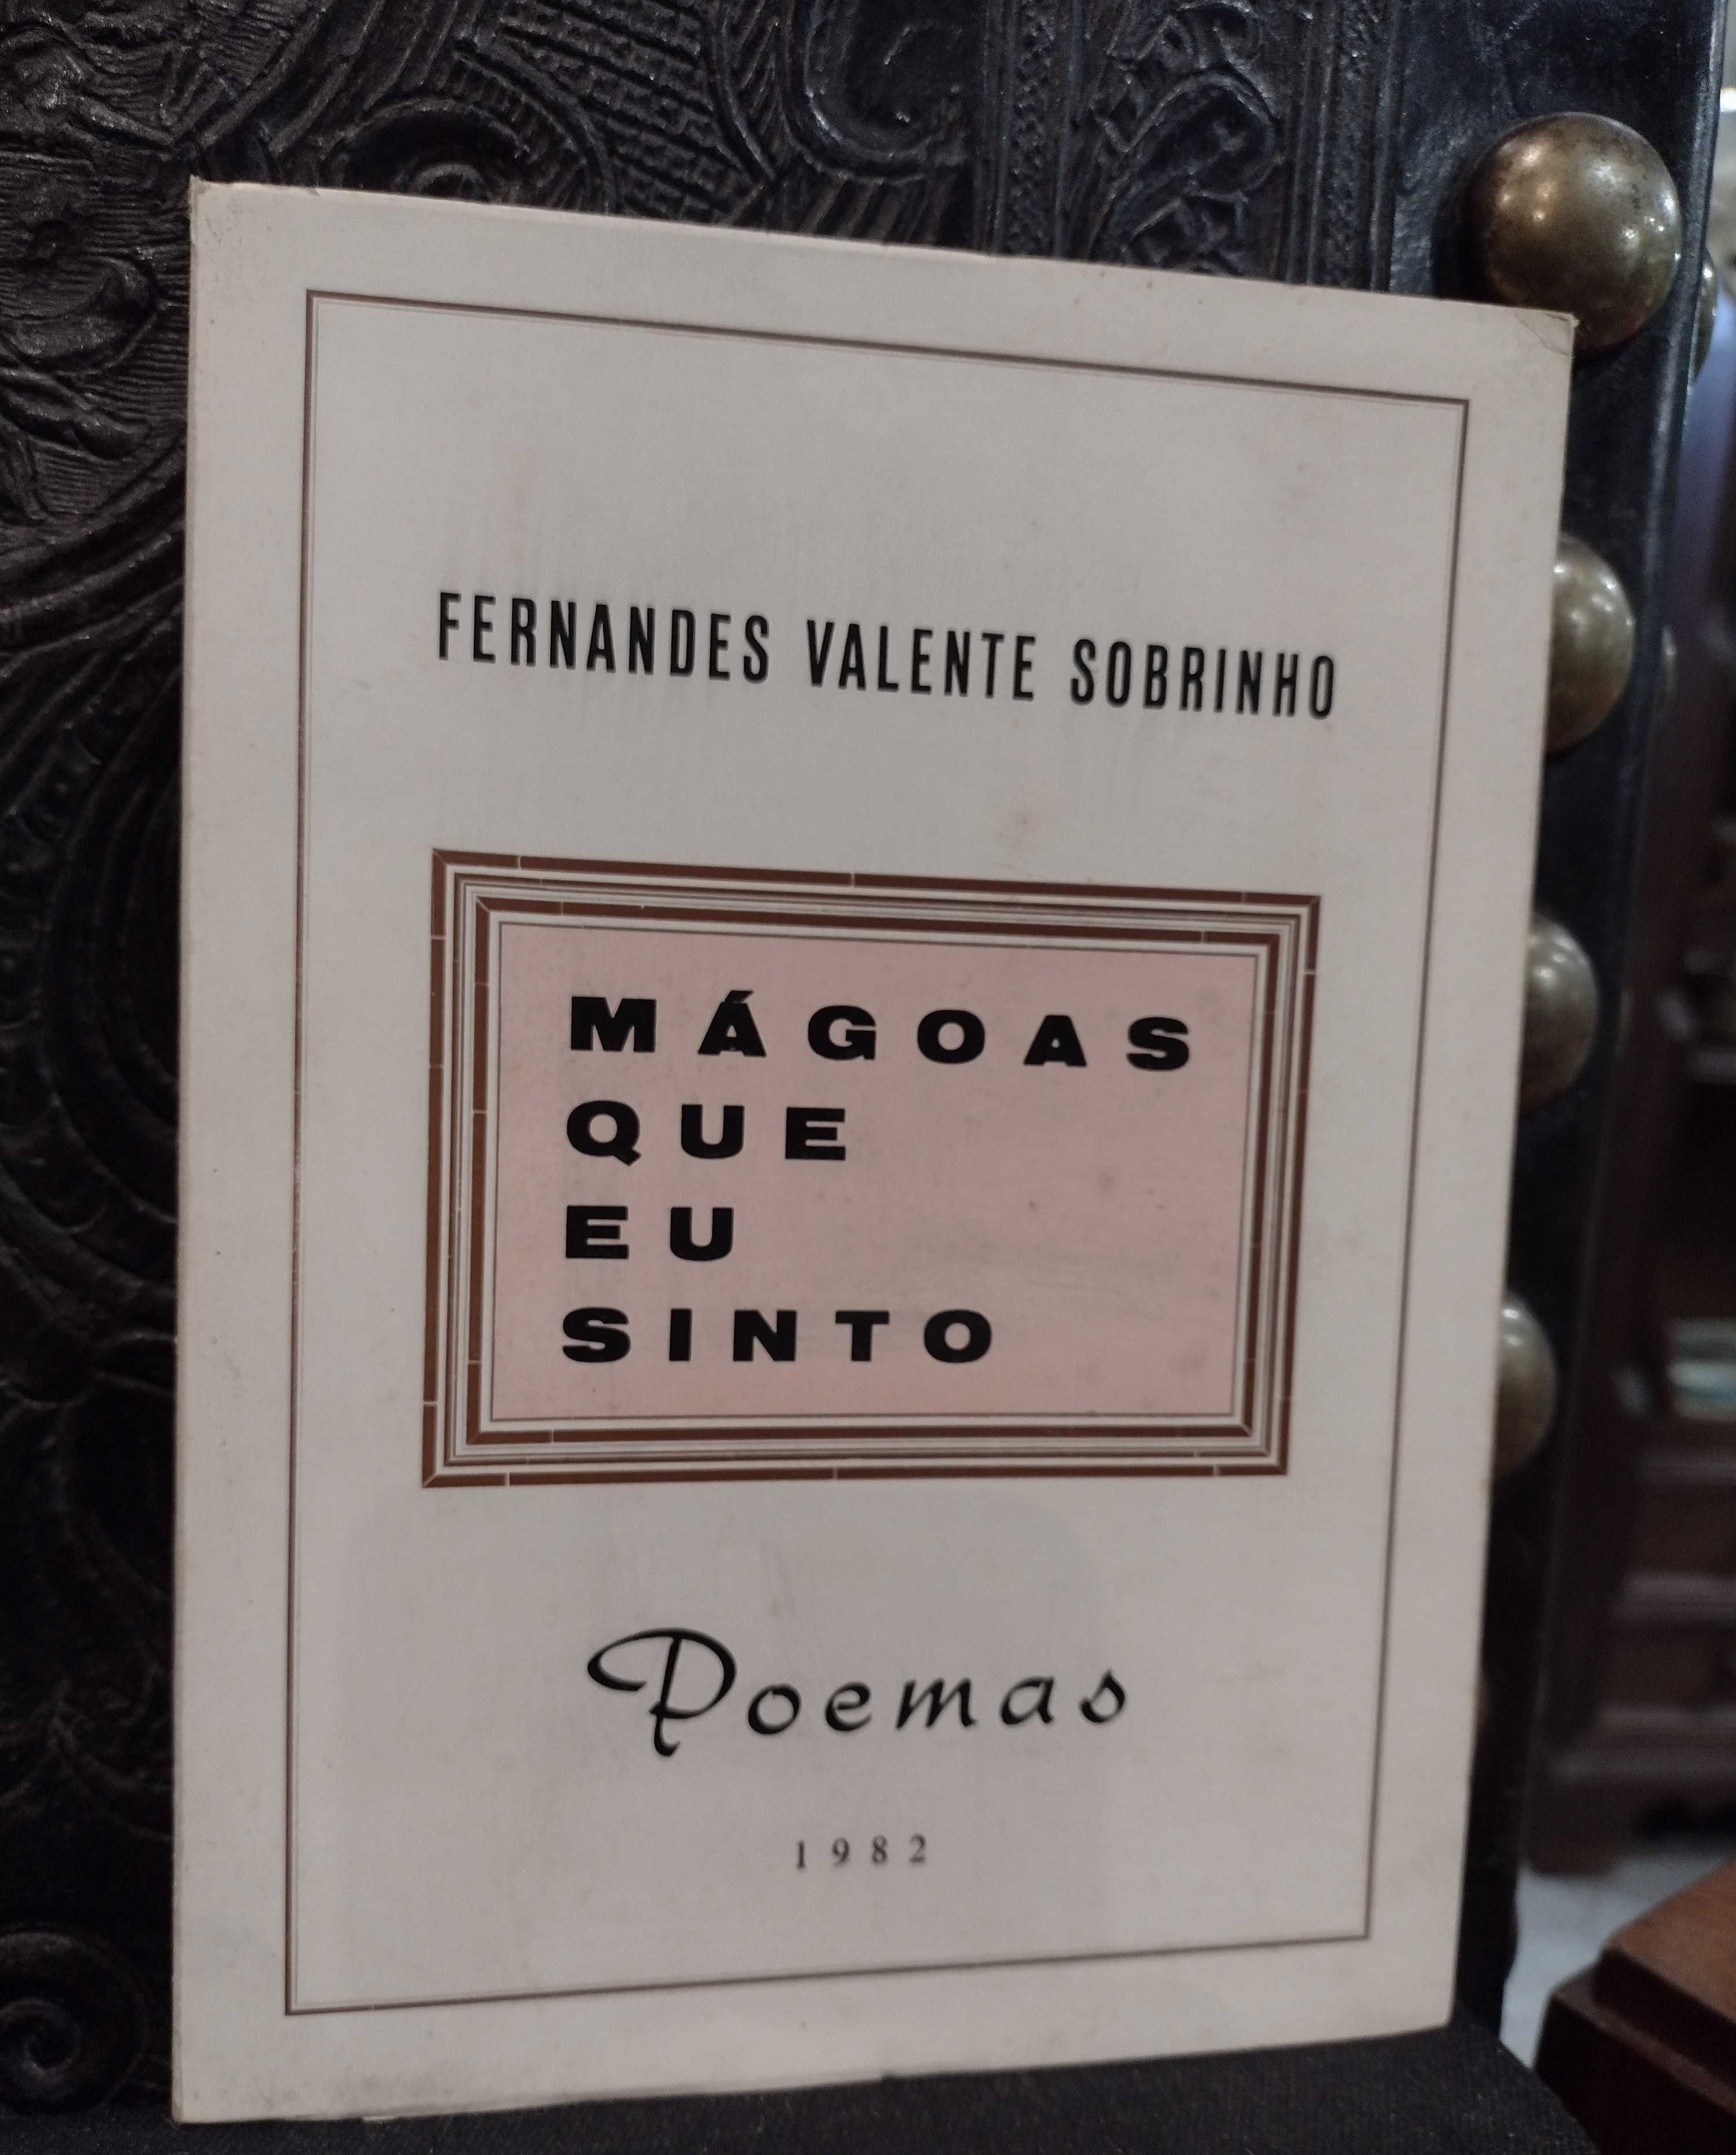 FERNANDES VALENTE SOBRINHO
MÁGOAS
QUE
EU
SINTO
Poemas
1982